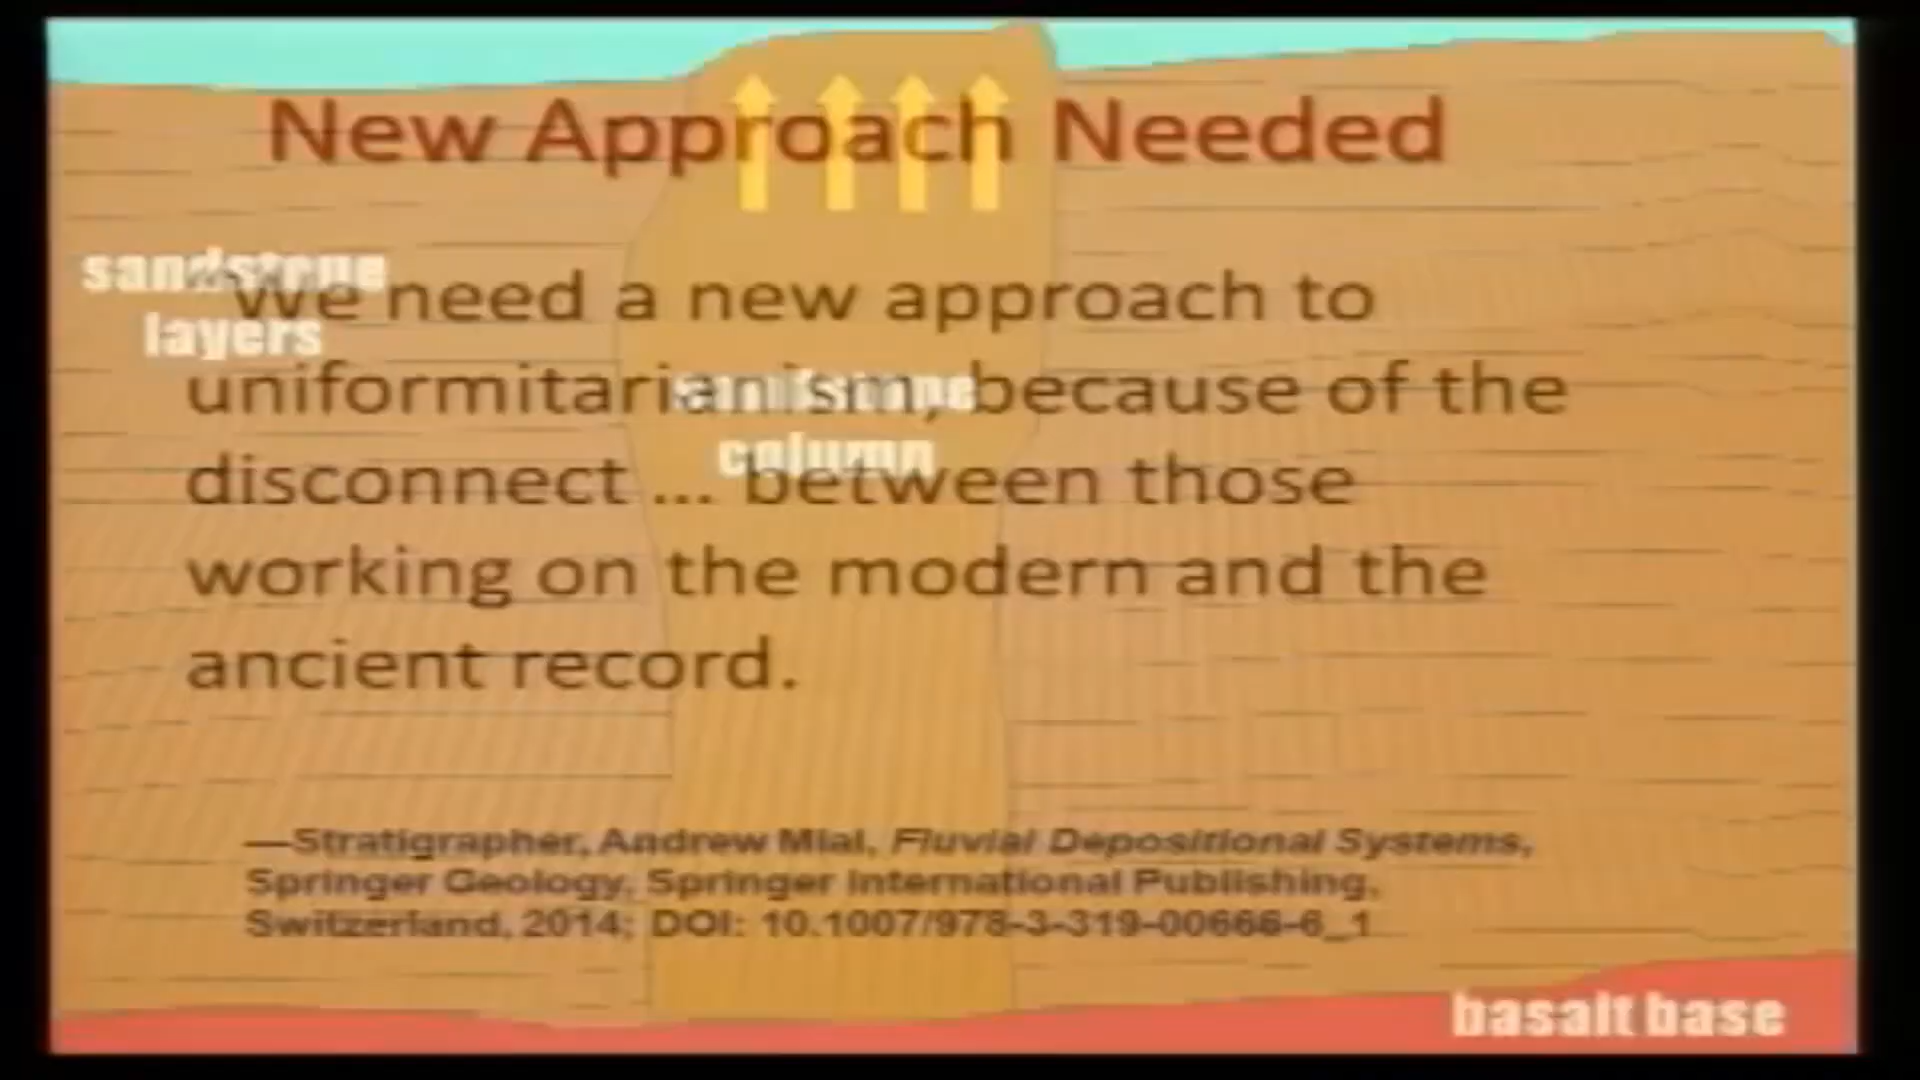 New Approach Needed
sandstone
layers
"We need a new approach to
uniformitarianism, because of the
sandstone
column
disconnect ... between those
working on the modern and the
ancient record.
—Stratigrapher, Andrew Mial, Fluvial Depositional Systems,
Springer Geology, Springer International Publishing,
Switzerland, 2014; DOI: 10.1007/978-3-319-00666-6_1
basalt base